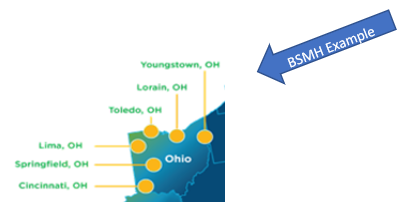 BSMH Example
Youngstown, OH
Lorain, OH
Toledo, OH
Lima, OH
Springfield, OH
Ohio
Cincinnati, OH